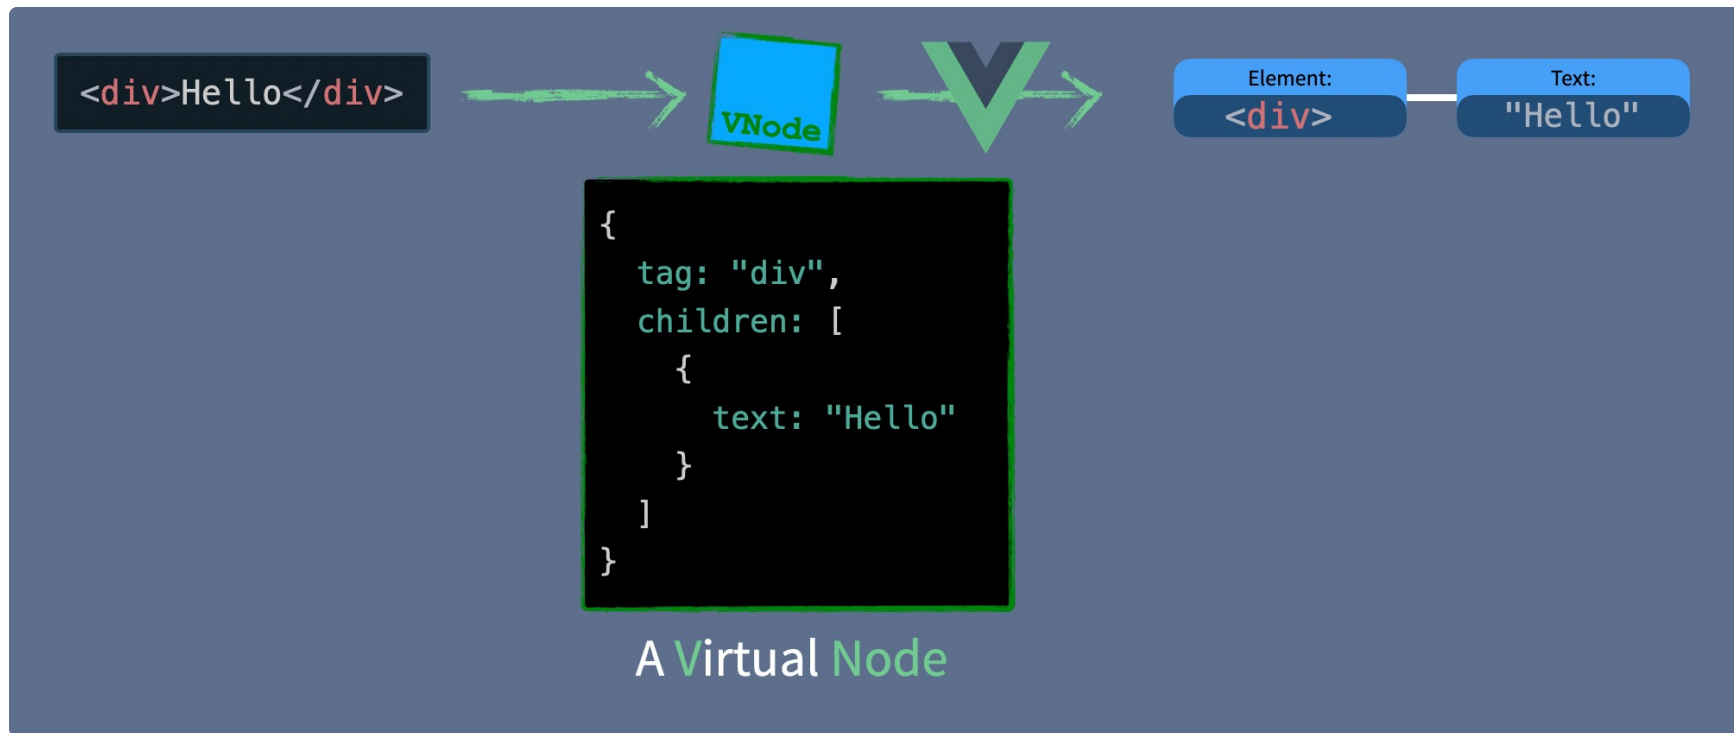 <div>Hello</div>
VNode
Element:
<div>
Text:
"Hello"
{
tag: "div",
children: [
{
text: "Hello"
}
]
}
A Virtual Node